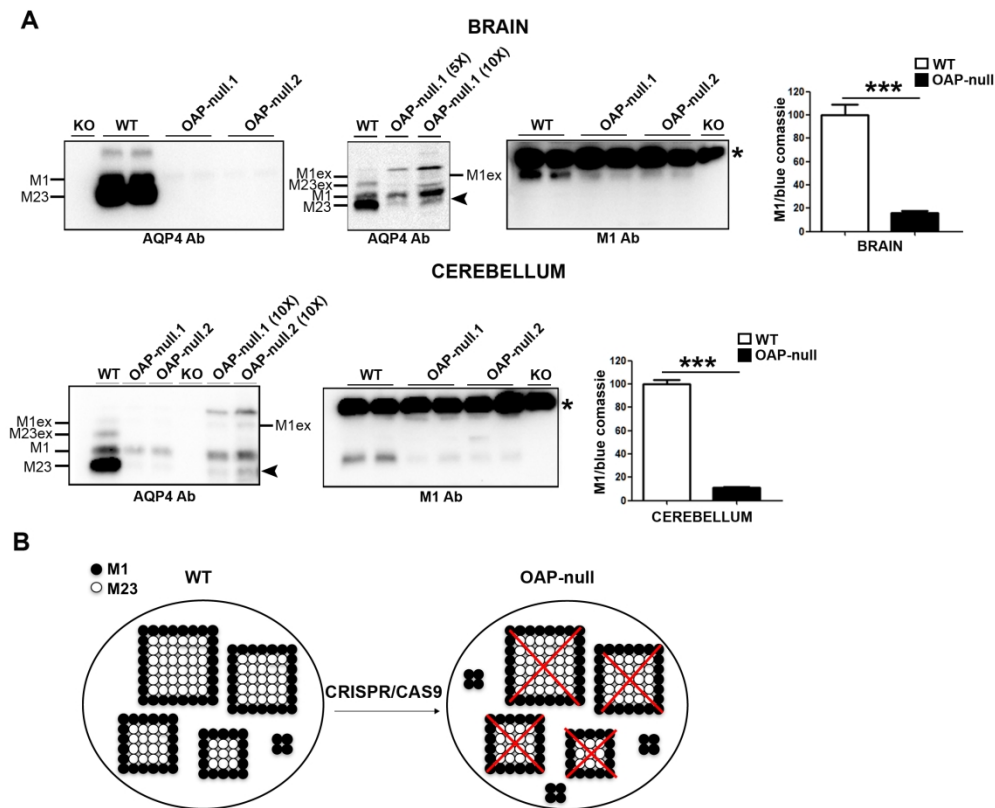 A
BRAIN
KO
WT
OAP-null.1
OAP-null.2
M1
M23
AQP4 Ab
WT
OAP-null.1 (5X)
OAP-null.1 (10X)
M1ex
M23ex
M1
M23
M1ex
AQP4 Ab
WT
OAP-null.1
OAP-null.2
KO
*
M1 Ab
WT
OAP-null
***
M1/blue comassie
120
100
80
60
40
20
0
BRAIN
CEREBELLUM
WT
OAP-null.1
OAP-null.2
KO
OAP-null.1 (10X)
OAP-null.2 (10X)
M1ex
M23ex
M1
M23
M1ex
AQP4 Ab
WT
OAP-null.1
OAP-null.2
KO
*
M1 Ab
WT
OAP-null
***
M1/blue comassie
120
100
80
60
40
20
0
CEREBELLUM
B
M1
M23
WT
OAP-null
CRISPR/CAS9